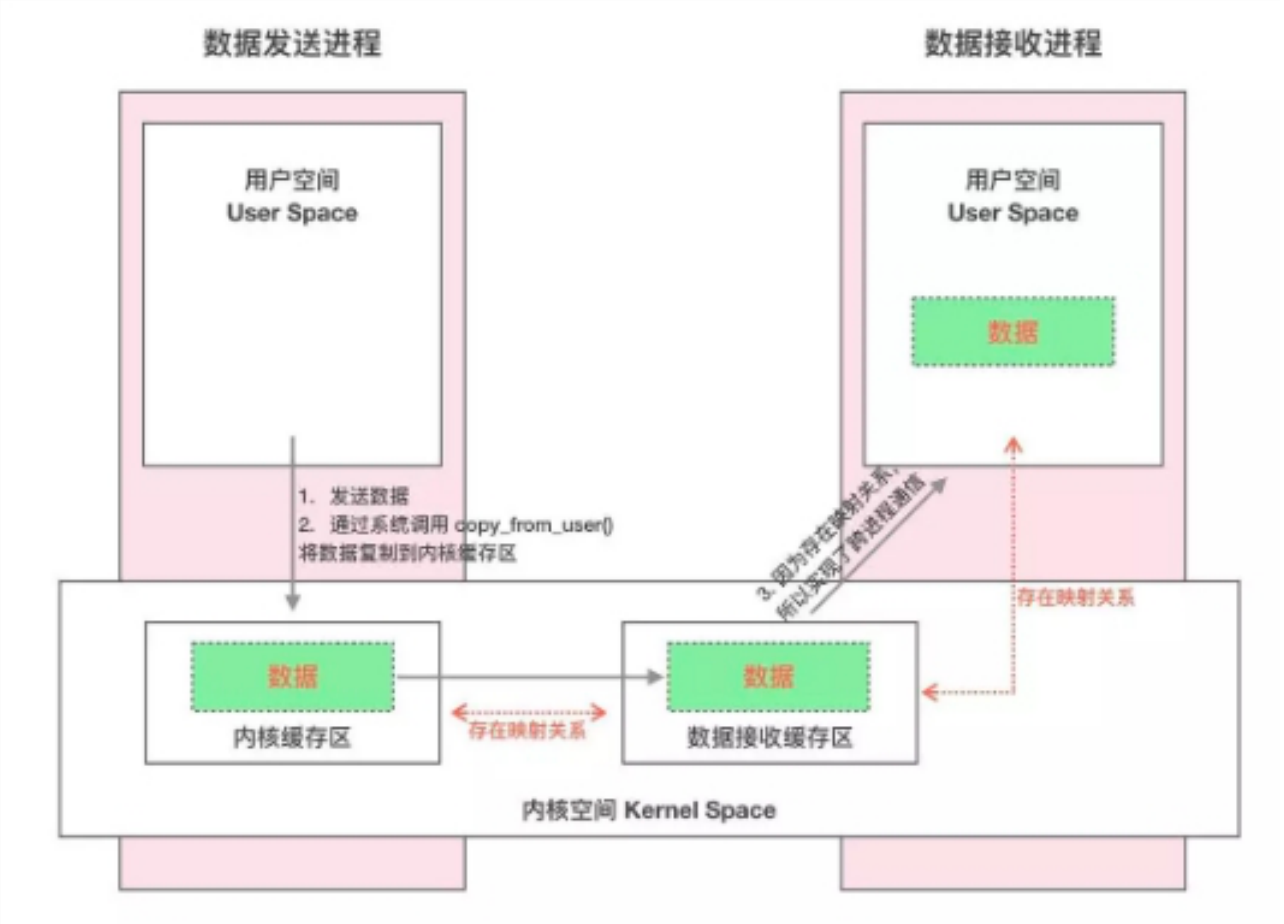 数据发送进程
数据接收进程
用户空间
User Space
用户空间
User Space
数据
1. 发送数据
2. 通过系统调用 copy_from_user()
将数据复制到内核缓存区
3. 因为存在映射关系，
所以实现了跨进程通信
存在映射关系
数据
内核缓存区
存在映射关系
数据
数据接收缓存区
内核空间 Kernel Space